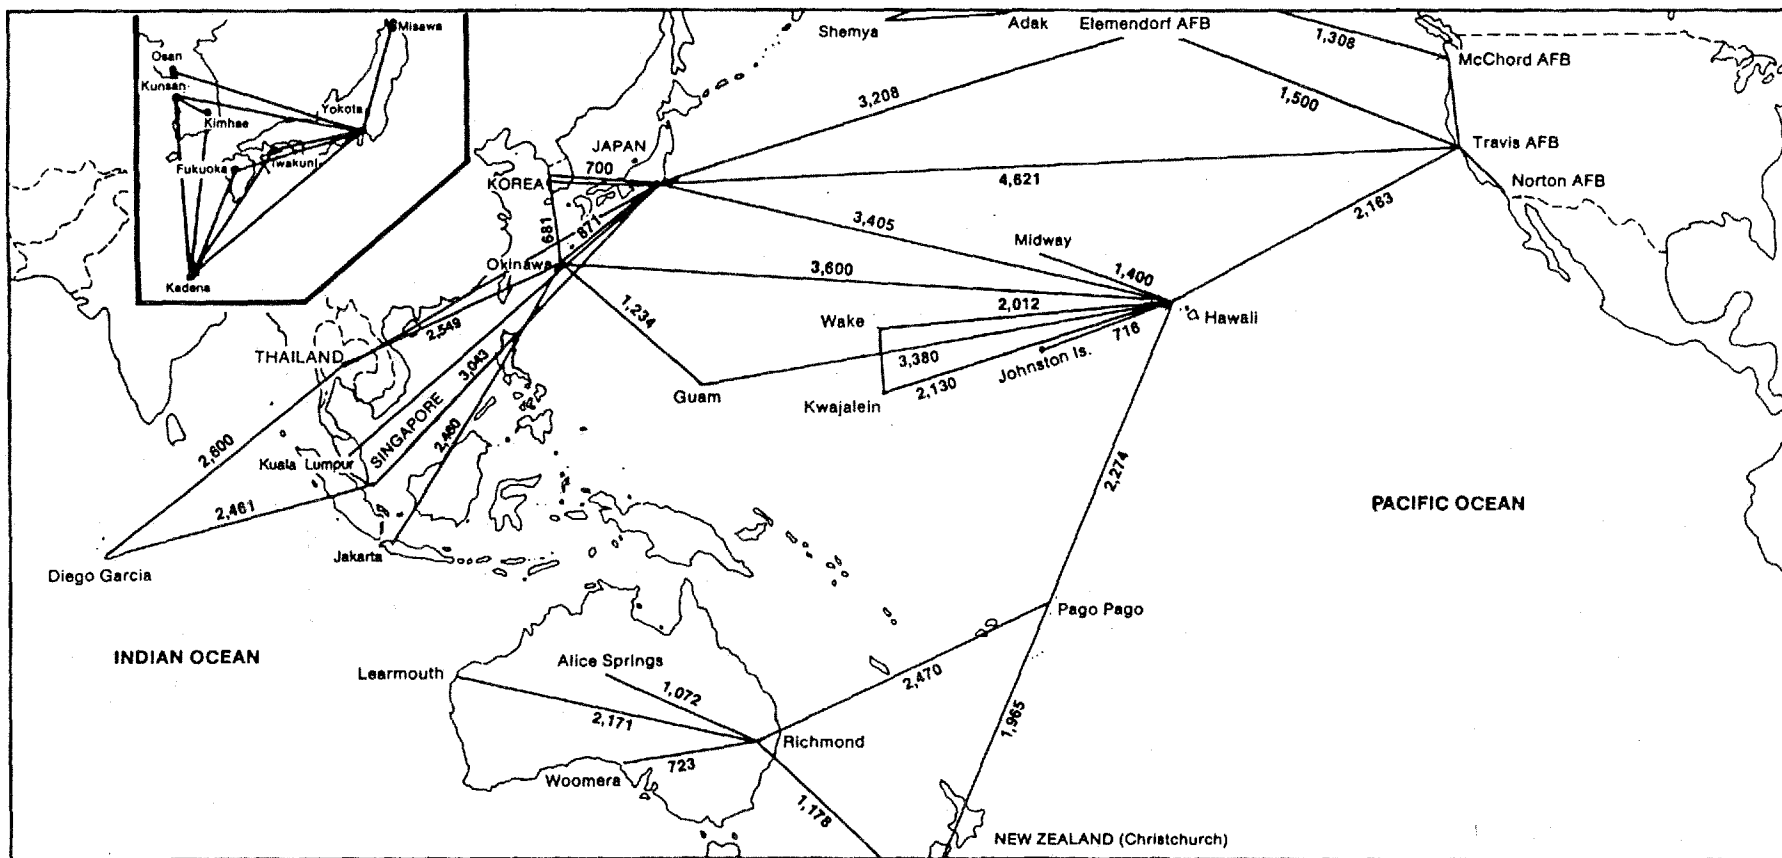 Misawa
Osan
Kunsan
Kimhae
Yokota
Iwakuni
Fukuoka
Kadena
Shemya
Adak
Elemendorf AFB
1,308
McChord AFB
3,208
1,500
JAPAN
700
KOREA
Travis AFB
4,621
Norton AFB
2,163
681
871
3,405
Midway
1,400
Okinawa
3,600
1,234
2,012
Wake
Hawaii
716
2,549
THAILAND
3,043
3,380
Johnston Is.
2,130
Guam
Kwajalein
SINGAPORE
2,460
2,800
Kuala Lumpur
2,461
2,274
PACIFIC OCEAN
Jakarta
Diego Garcia
Pago Pago
INDIAN OCEAN
Alice Springs
Learmouth
1,072
2,470
2,171
1,965
Richmond
723
Woomera
1,178
NEW ZEALAND (Christchurch)